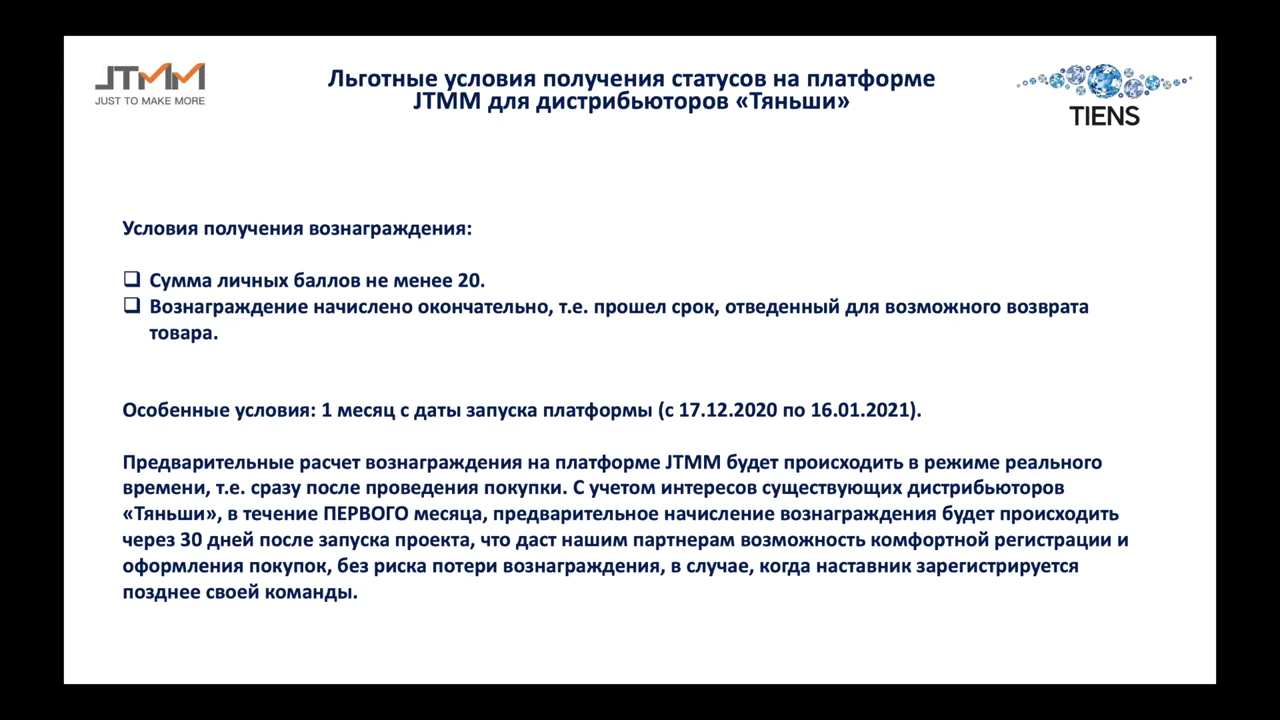 JTMM
JUST TO MAKE MORE
Льготные условия получения статусов на платформе
JTMM для дистрибьюторов «Тяньши»
TIENS
Условия получения вознаграждения:
Сумма личных баллов не менее 20.
Вознаграждение начислено окончательно, т.е. прошел срок, отведенный для возможного возврата
товара.
Особенные условия: 1 месяц с даты запуска платформы (с 17.12.2020 по 16.01.2021).
Предварительные расчет вознаграждения на платформе JTMM будет происходить в режиме реального
времени, т.е. сразу после проведения покупки. С учетом интересов существующих дистрибьюторов
«Тяньши», в течение ПЕРВОГО месяца, предварительное начисление вознаграждения будет происходить
через 30 дней после запуска проекта, что даст нашим партнерам возможность комфортной регистрации и
оформления покупок, без риска потери вознаграждения, в случае, когда наставник зарегистрируется
позднее своей команды.